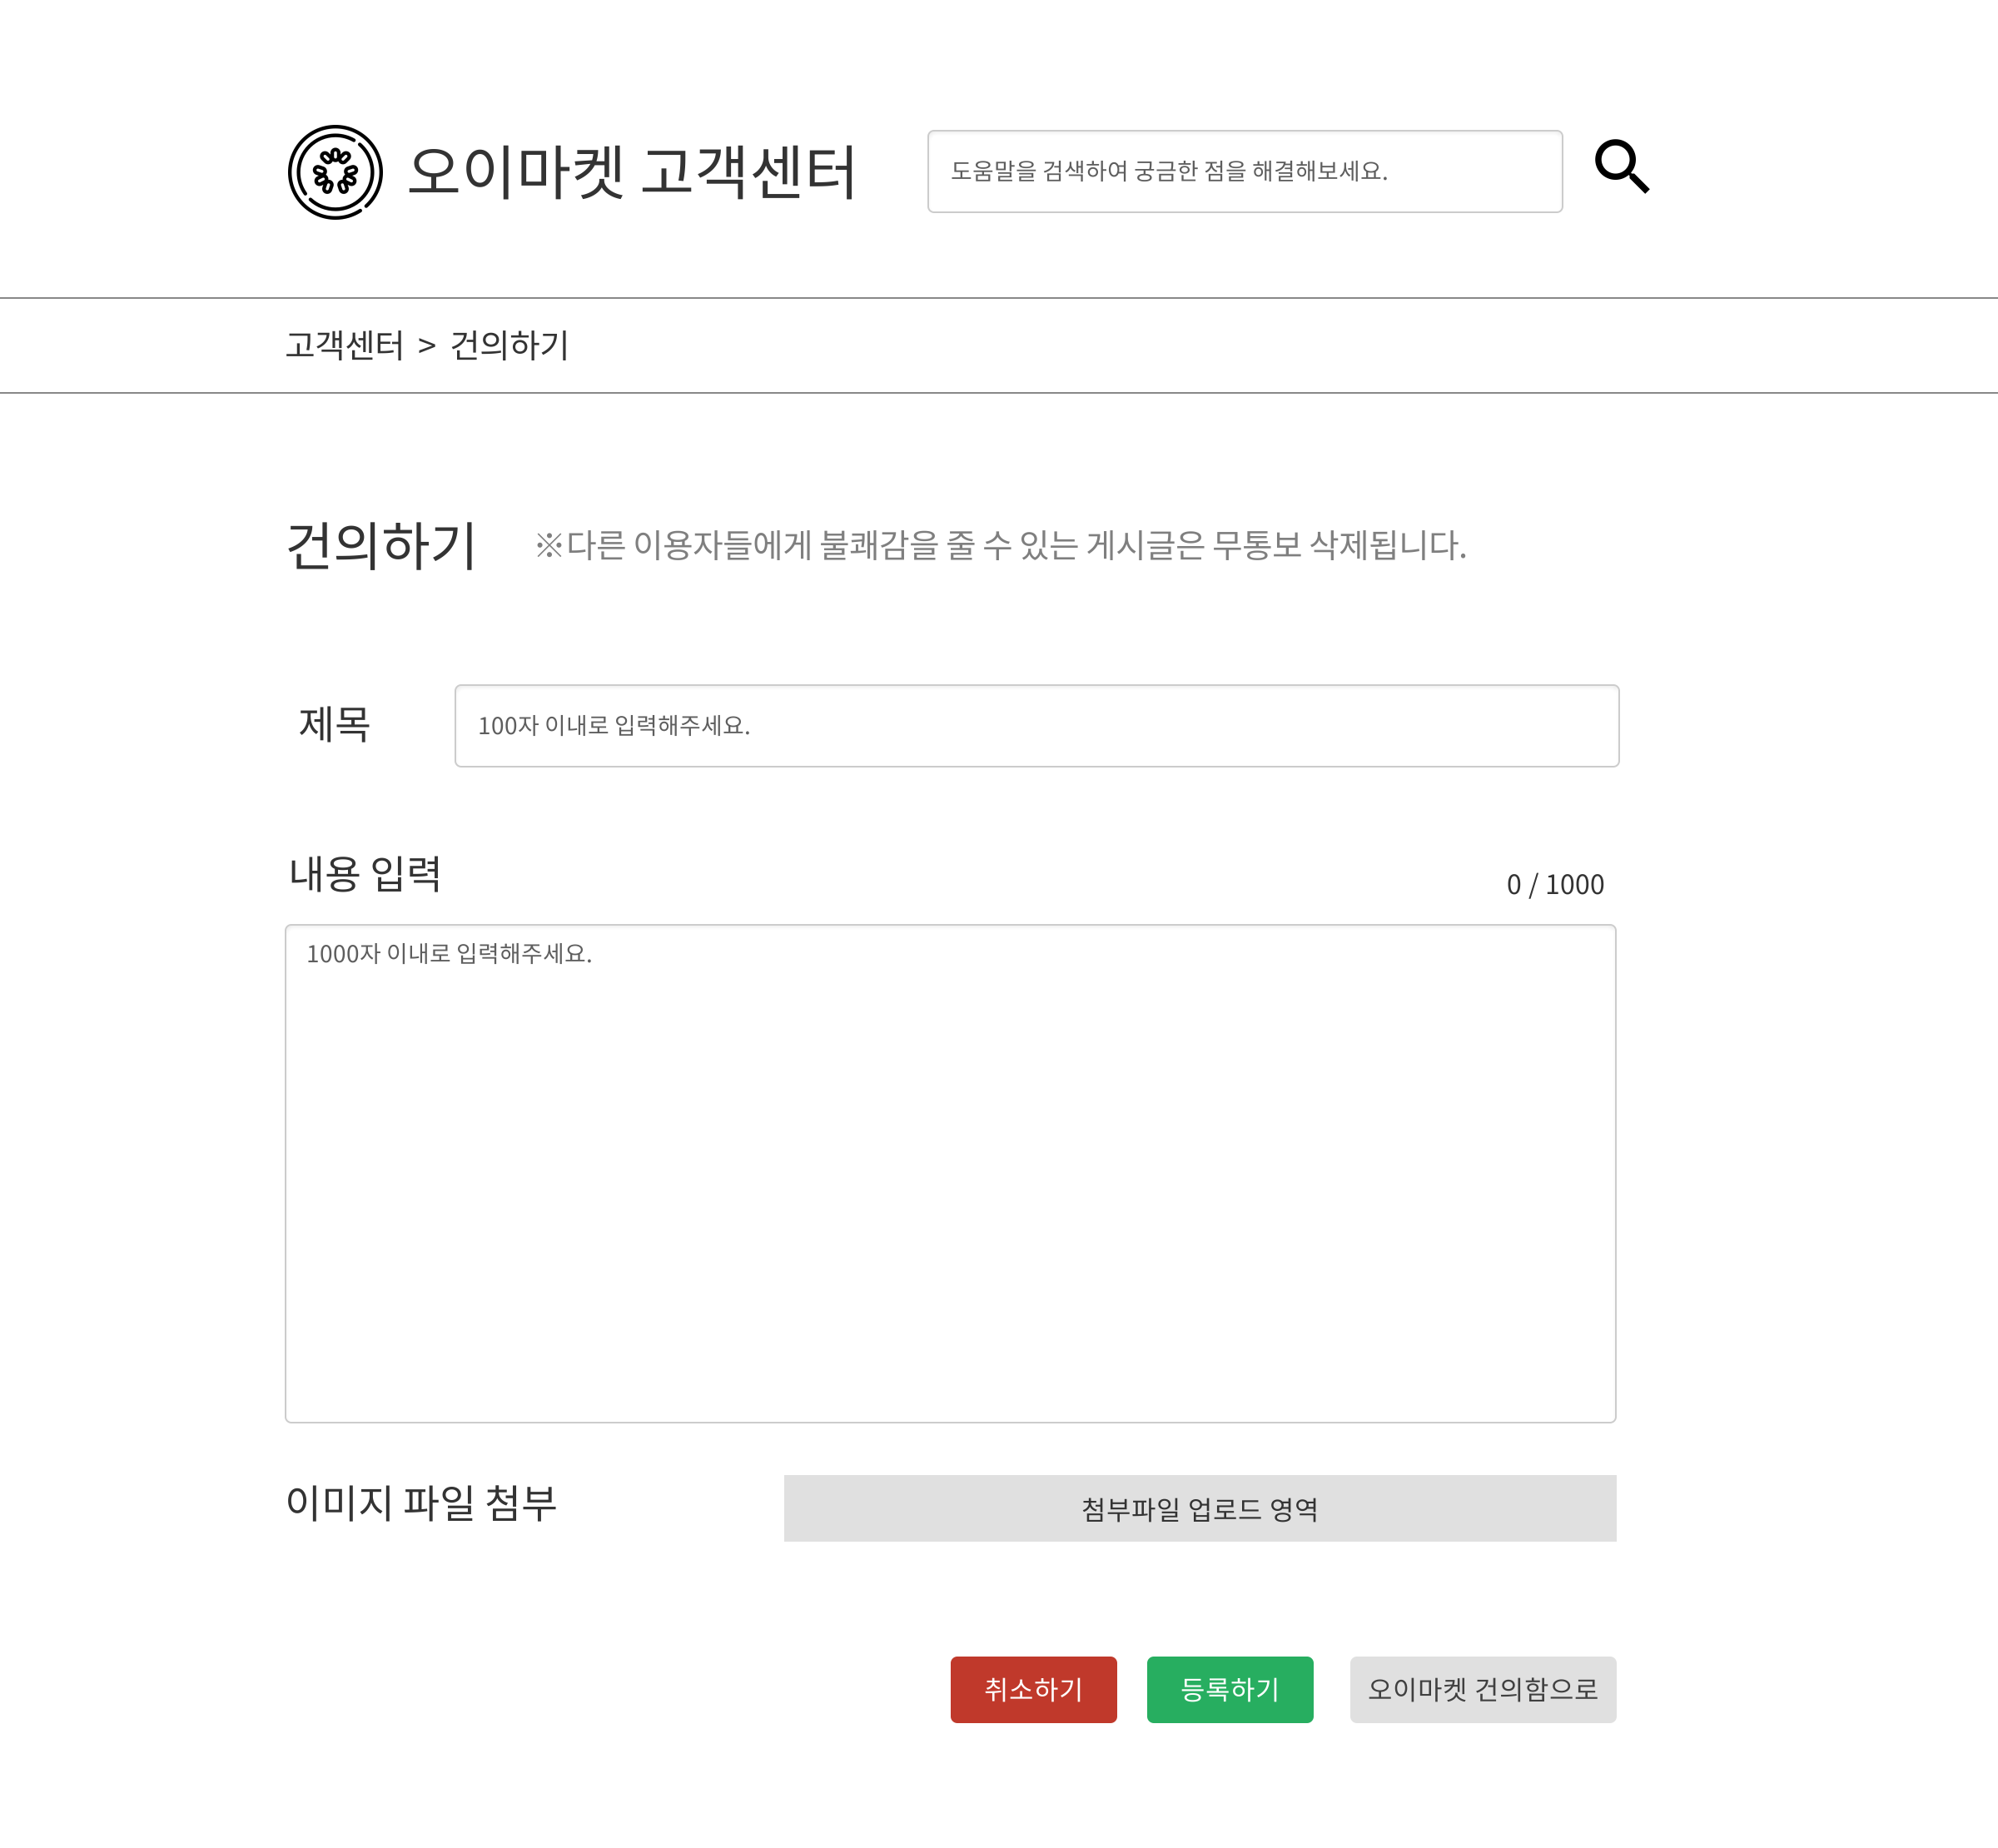 오이마켓 고객센터
도움말을 검색하여 궁금한 점을 해결해보세요.
고객센터 > 건의하기
건의하기
※다른 이용자들에게 불쾌감을 줄 수있는 게시글은 무통보 삭제됩니다.
제목
100자 이내로 입력해주세요.
내용 입력
0 / 1000
1000자 이내로 입력해주세요.
이미지 파일 첨부
첨부파일 업로드 영역
취소하기
등록하기
오이마켓 건의함으로